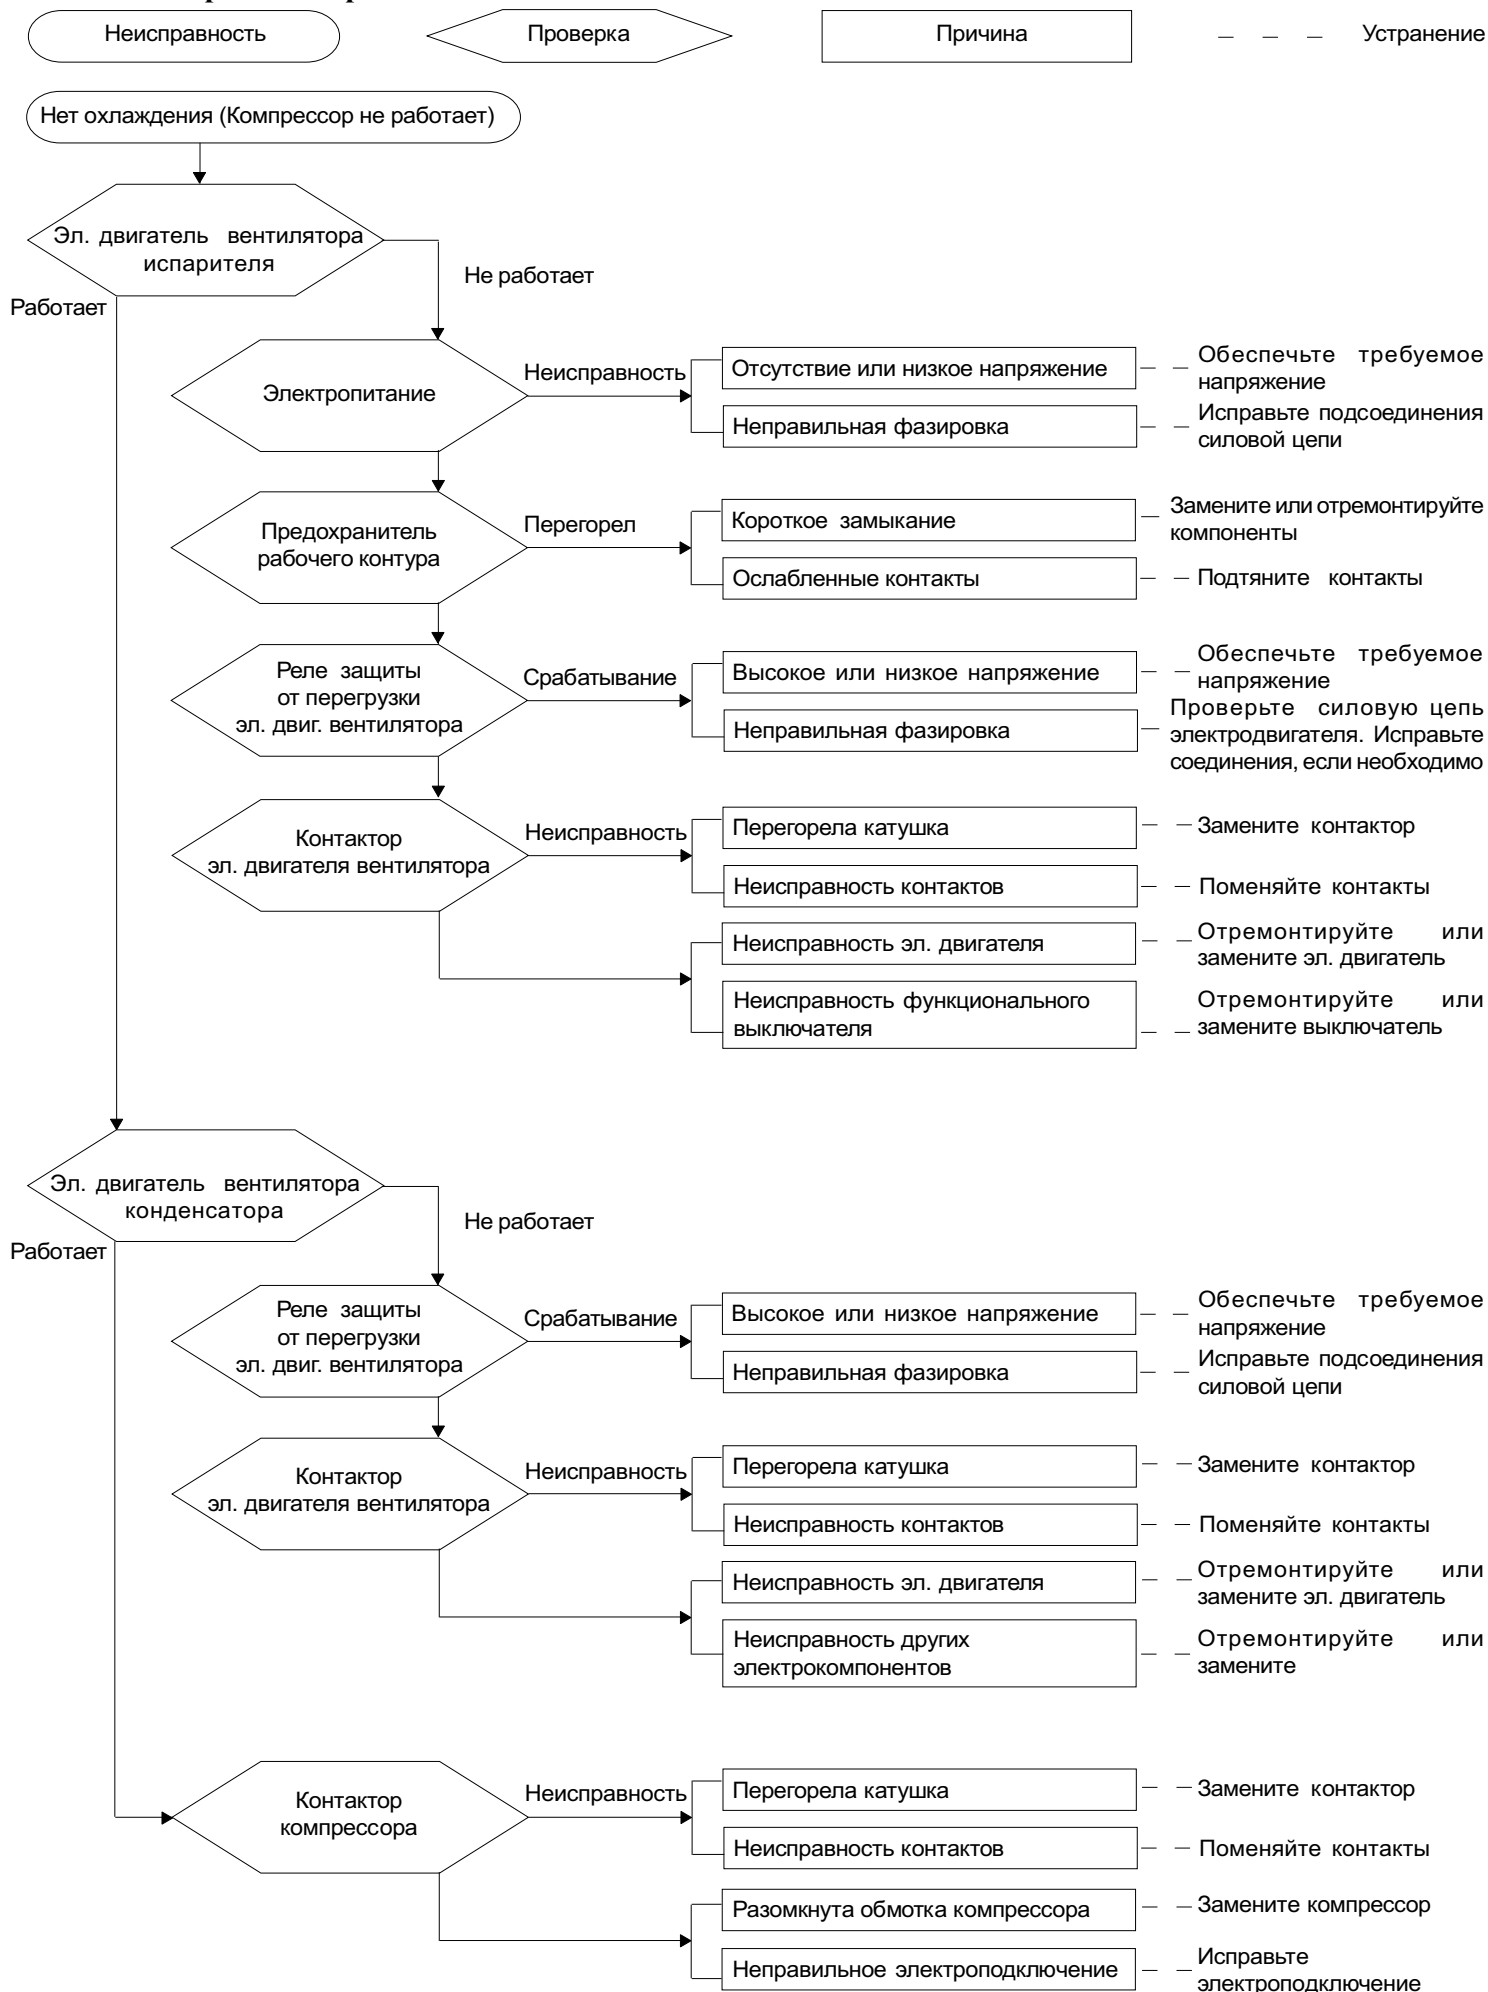 Неисправность
Проверка
Причина
Устранение
Нет охлаждения (Компрессор не работает)
Эл. двигатель вентилятора
испарителя
Не работает
Работает
Электропитание
Неисправность
Отсутствие или низкое напряжение
Обеспечьте требуемое
напряжение
Неправильная фазировка
Исправьте подсоединения
силовой цепи
Предохранитель
рабочего контура
Перегорел
Короткое замыкание
Замените или отремонтируйте
компоненты
Ослабленные контакты
Подтяните контакты
Реле защиты
от перегрузки
эл. двиг. вентилятора
Срабатывание
Высокое или низкое напряжение
Обеспечьте требуемое
напряжение
Неправильная фазировка
Проверьте силовую цепь
электродвигателя. Исправьте
соединения, если необходимо
Контактор
эл. двигателя вентилятора
Неисправность
Перегорела катушка
Замените контактор
Неисправность контактов
Поменяйте контакты
Неисправность эл. двигателя
Отремонтируйте или
замените эл. двигатель
Неисправность функционального
выключателя
Отремонтируйте или
замените выключатель
Эл. двигатель вентилятора
конденсатора
Не работает
Работает
Реле защиты
от перегрузки
эл. двиг. вентилятора
Срабатывание
Высокое или низкое напряжение
Обеспечьте требуемое
напряжение
Неправильная фазировка
Исправьте подсоединения
силовой цепи
Контактор
эл. двигателя вентилятора
Неисправность
Перегорела катушка
Замените контактор
Неисправность контактов
Поменяйте контакты
Неисправность эл. двигателя
Отремонтируйте или
замените эл. двигатель
Неисправность других
электрокомпонентов
Отремонтируйте или
замените
Контактор
компрессора
Неисправность
Перегорела катушка
Замените контактор
Неисправность контактов
Поменяйте контакты
Разомкнута обмотка компрессора
Замените компрессор
Неправильное электроподключение
Исправьте
электроподключение